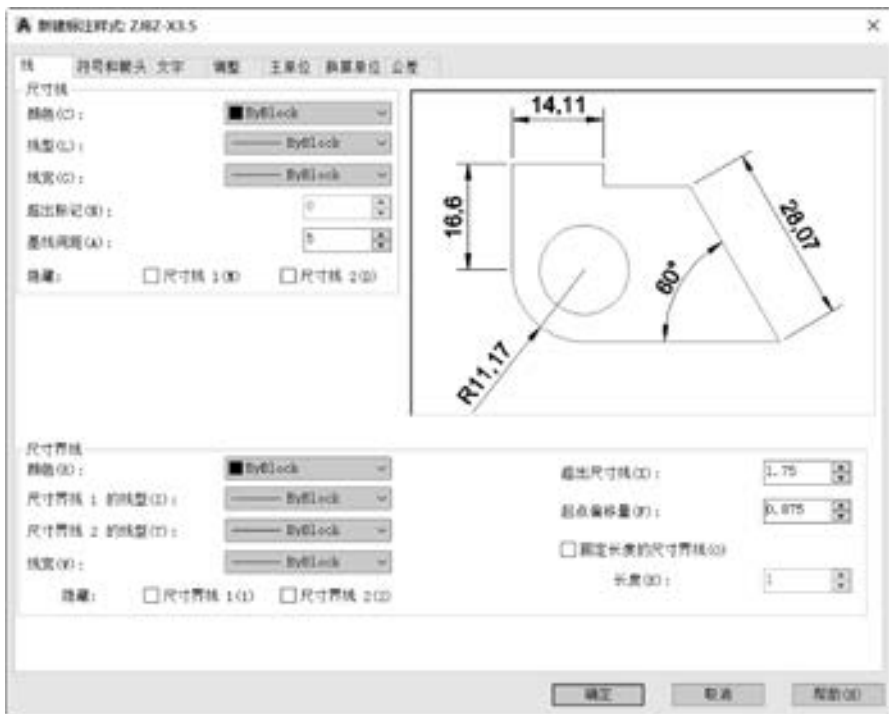 新建标注样式: ZJBZ-X3.5
线 符号和箭头 文字 调整 主单位 换算单位 公差
尺寸线
颜色(C): ByBlock
线型(L): ByBlock
线宽(G): ByBlock
超出标记(N): 0
基线间距(A): 5
隐藏: 尺寸线 1(M) 尺寸线 2(D)
14,11
16,6
28,07
60°
R11,17
尺寸界线
颜色(R): ByBlock
尺寸界线 1 的线型(I): ByBlock
尺寸界线 2 的线型(T): ByBlock
线宽(W): ByBlock
隐藏: 尺寸界线 1(1) 尺寸界线 2(2)
超出尺寸线(X): 1.75
起点偏移量(F): 0.875
固定长度的尺寸界线(O)
长度(E): 1
确定 取消 帮助(H)